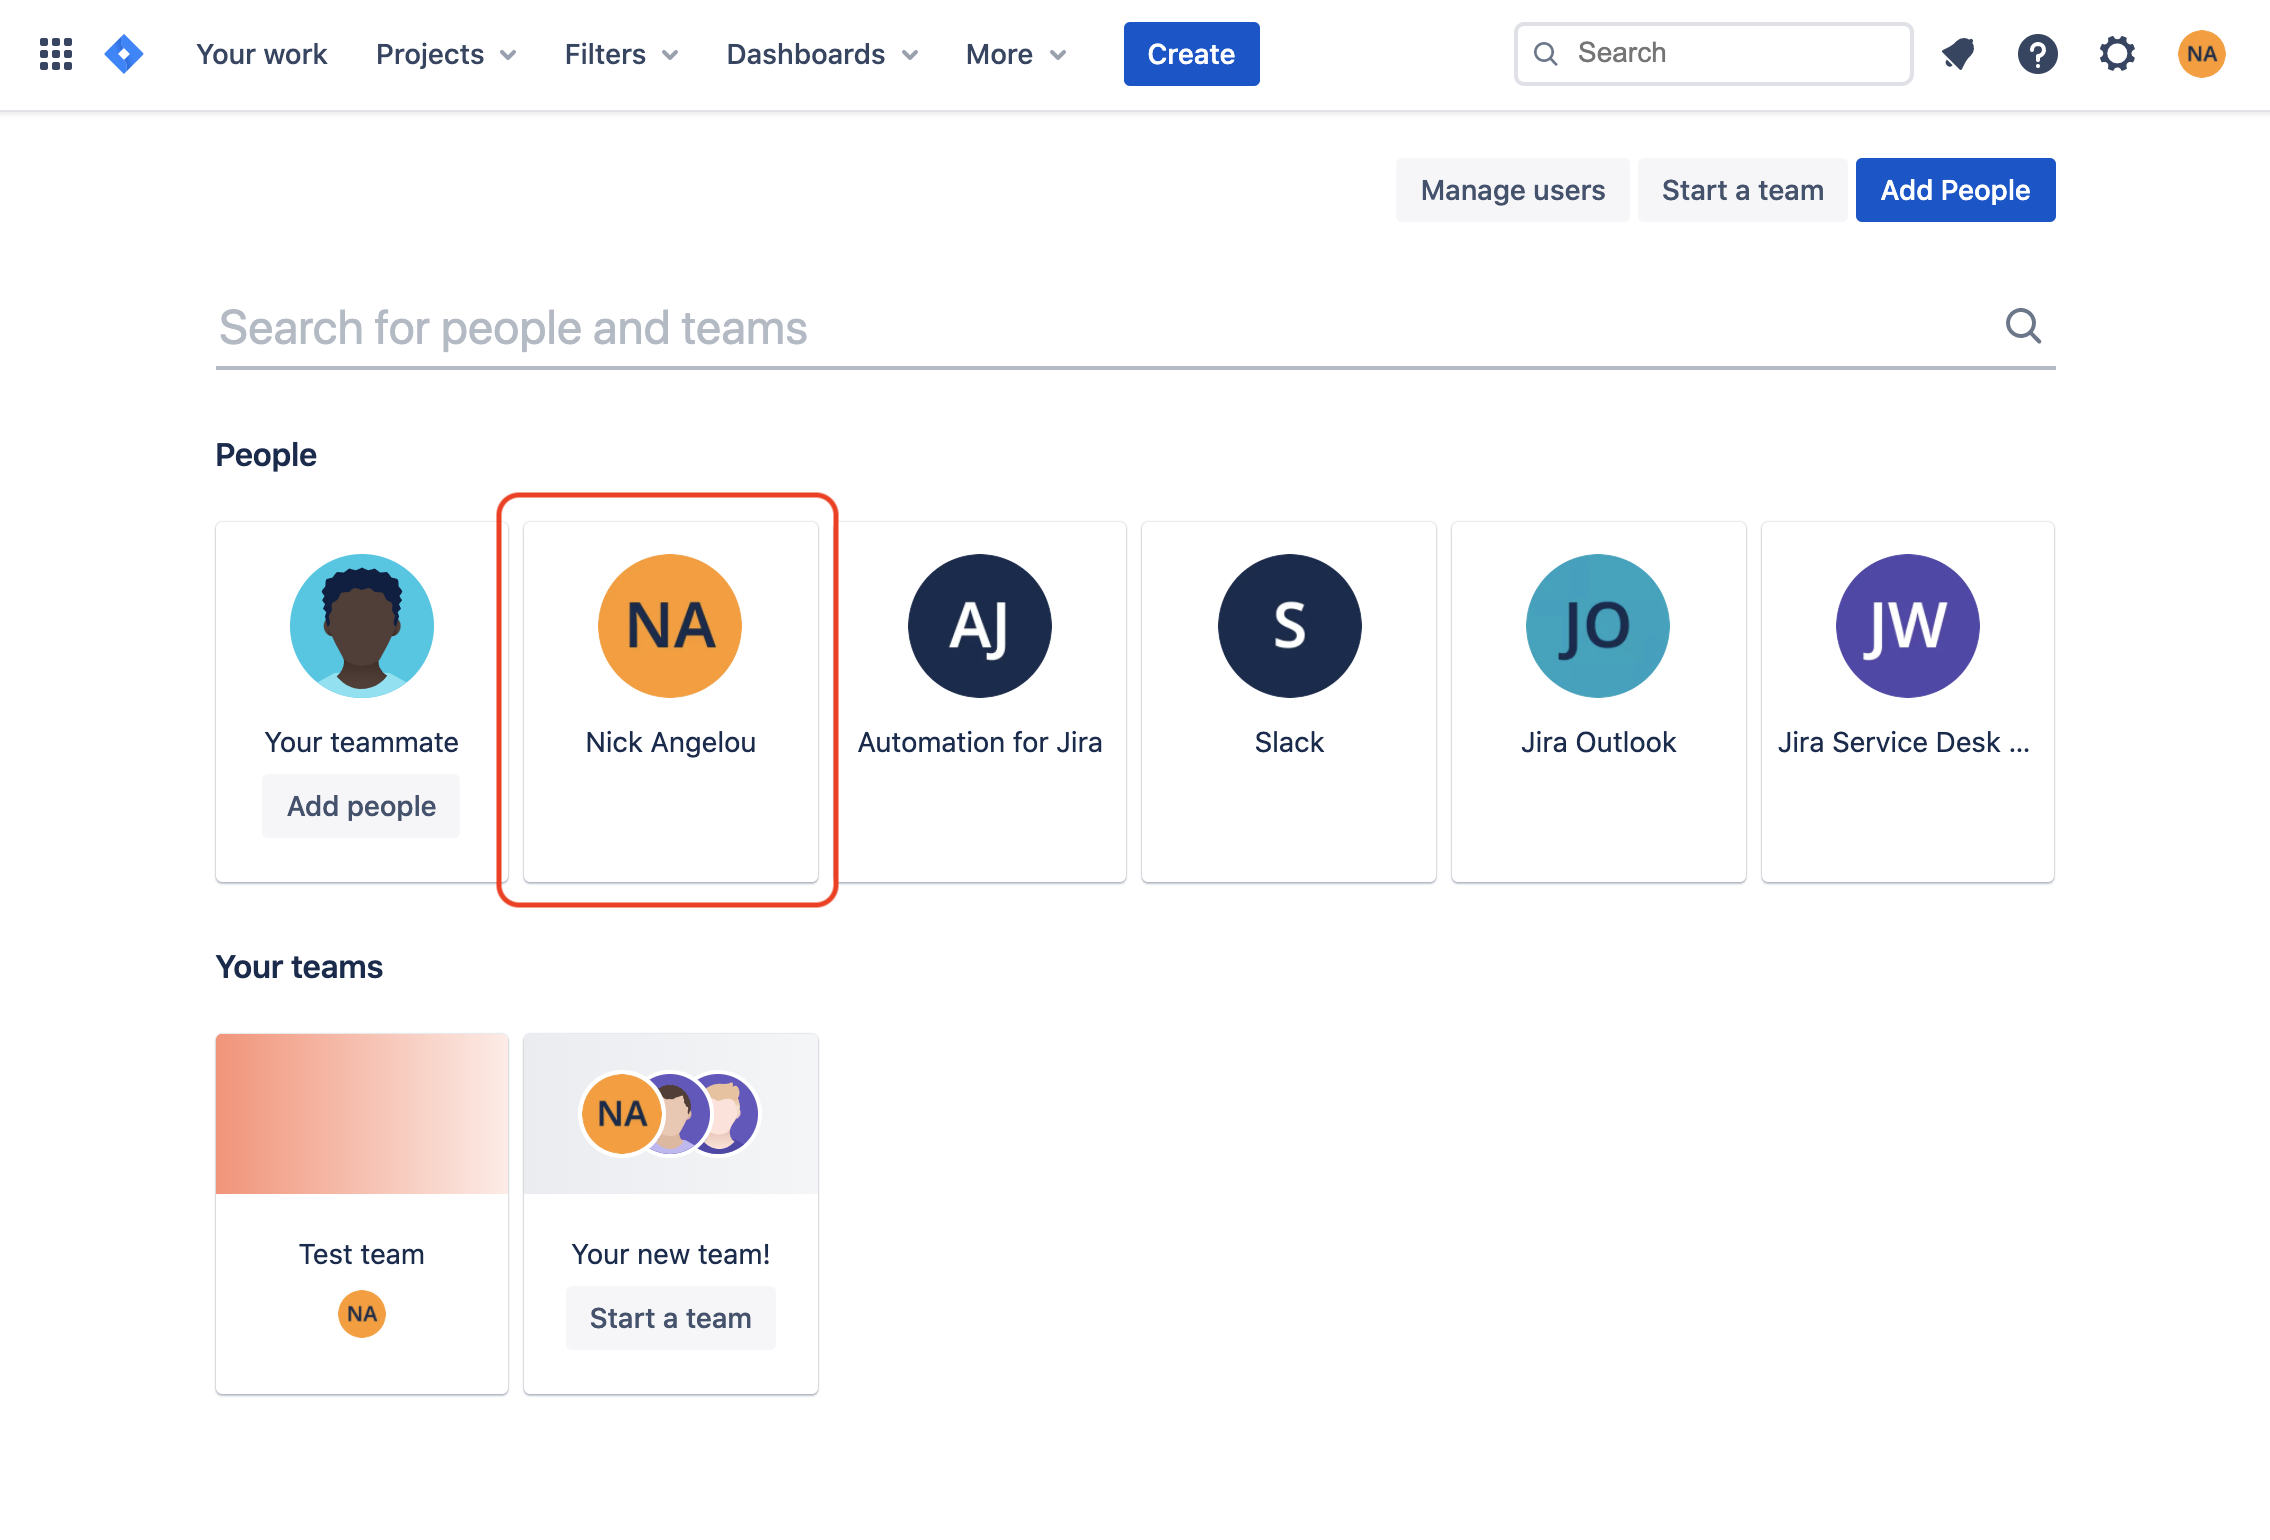 Your work Projects Filters Dashboards More Create Search ? NA
Manage users Start a team Add People
Search for people and teams
People
NA AJ S JO JW
Your teammate Nick Angelou Automation for Jira Slack Jira Outlook Jira Service Desk ...
Add people
Your teams
NA
Test team Your new team!
NA Start a team